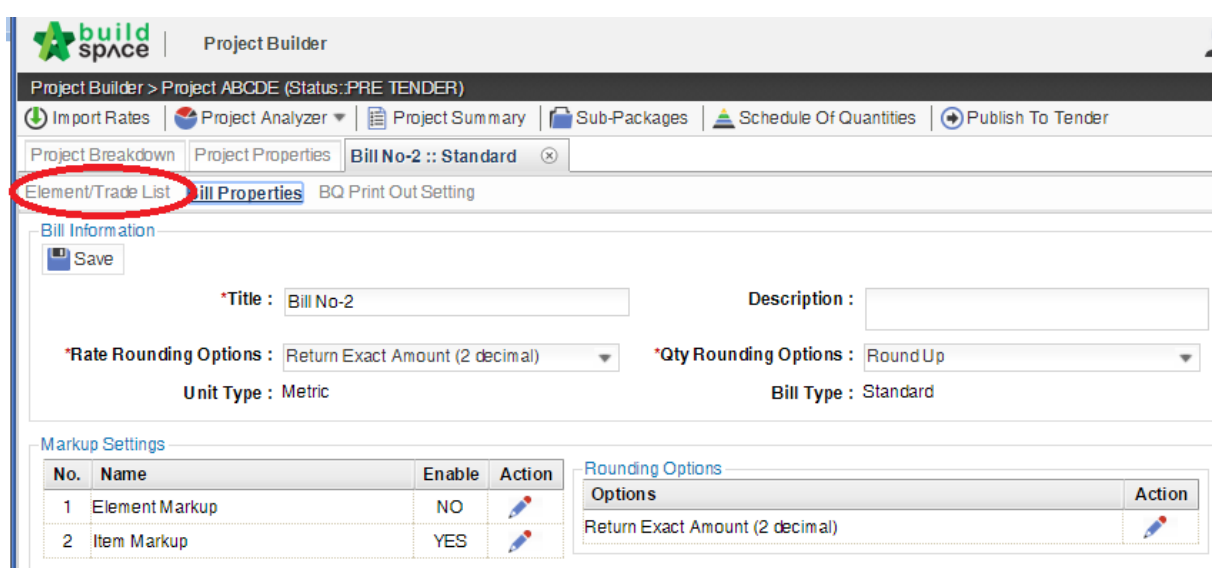 build space Project Builder
Project Builder > Project ABCDE (Status::PRE TENDER)
Import Rates Project Analyzer Project Summary Sub-Packages Schedule Of Quantities Publish To Tender
Project Breakdown Project Properties Bill No-2 :: Standard
Element/Trade List Bill Properties BQ Print Out Setting
Bill Information
Save
*Title : Bill No-2 Description :
*Rate Rounding Options : Return Exact Amount (2 decimal) *Qty Rounding Options : Round Up
Unit Type : Metric Bill Type : Standard
Markup Settings
No. Name Enable Action
1 Element Markup NO
2 Item Markup YES
Rounding Options
Options Action
Return Exact Amount (2 decimal)